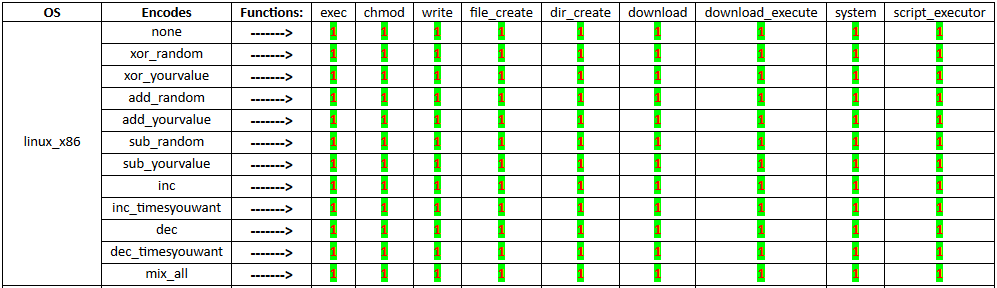 OS Encodes Functions: exec chmod write file_create dir_create download download_execute system script_executor
none -------> 1 1 1 1 1 1 1 1 1
xor_random -------> 1 1 1 1 1 1 1 1 1
xor_yourvalue -------> 1 1 1 1 1 1 1 1 1
add_random -------> 1 1 1 1 1 1 1 1 1
add_yourvalue -------> 1 1 1 1 1 1 1 1 1
linux_x86 sub_random -------> 1 1 1 1 1 1 1 1 1
sub_yourvalue -------> 1 1 1 1 1 1 1 1 1
inc -------> 1 1 1 1 1 1 1 1 1
inc_timesyouwant -------> 1 1 1 1 1 1 1 1 1
dec -------> 1 1 1 1 1 1 1 1 1
dec_timesyouwant -------> 1 1 1 1 1 1 1 1 1
mix_all -------> 1 1 1 1 1 1 1 1 1